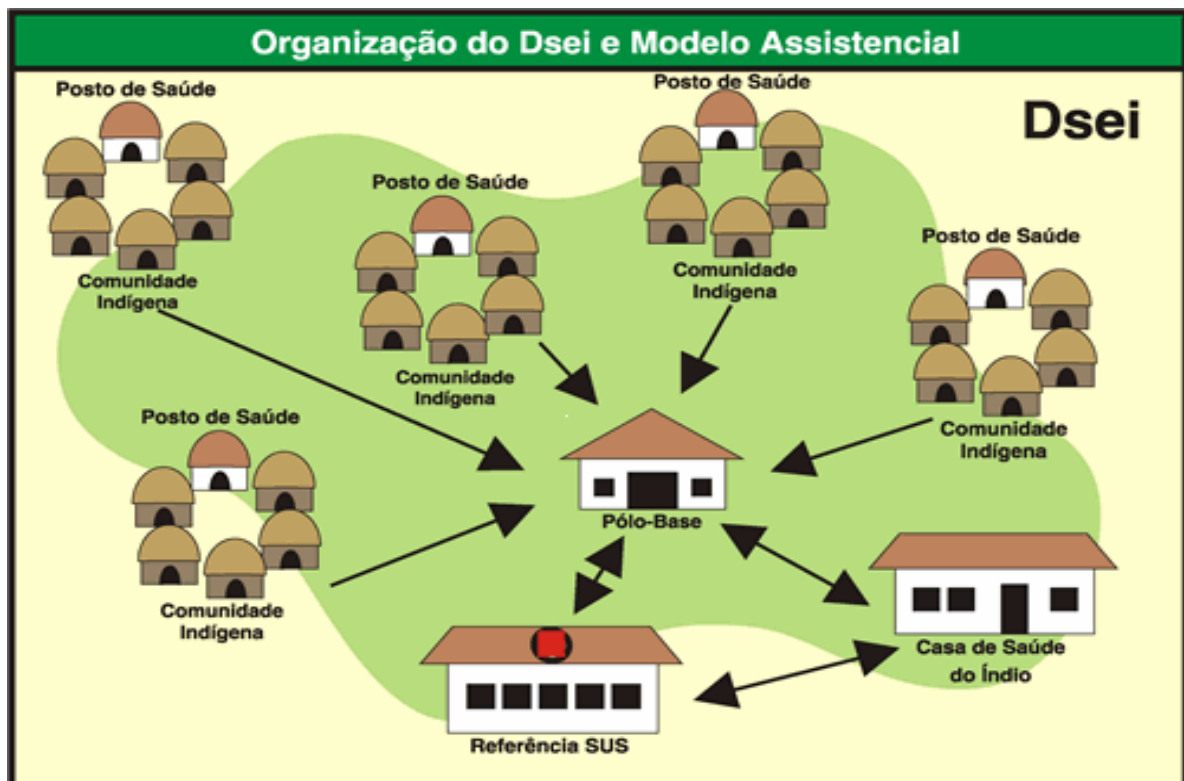 Organização do Dsei e Modelo Assistencial
Dsei
Posto de Saúde
Comunidade
Indígena
Posto de Saúde
Comunidade
Indígena
Posto de Saúde
Comunidade
Indígena
Posto de Saúde
Comunidade
Indígena
Posto de Saúde
Comunidade
Indígena
Pólo-Base
Casa de Saúde
do Índio
Referência SUS